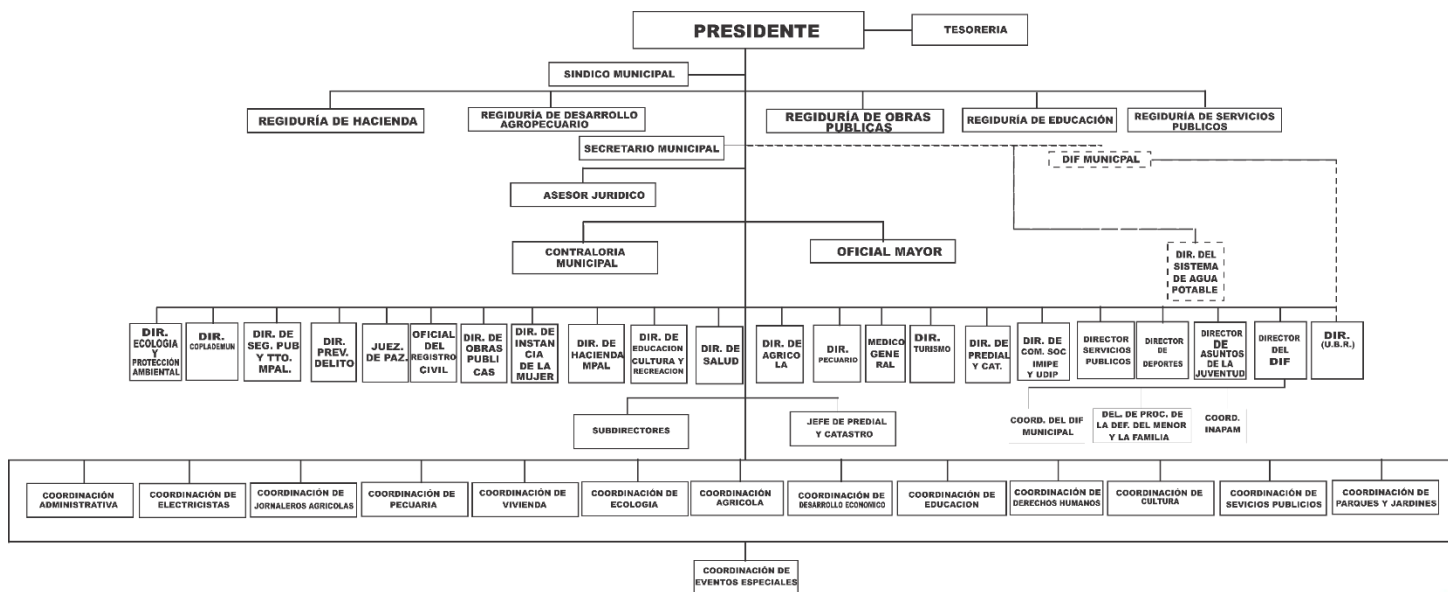 PRESIDENTE
TESORERIA
SINDICO MUNICIPAL
REGIDURÍA DE HACIENDA
REGIDURÍA DE DESARROLLO
AGROPECUARIO
REGIDURÍA DE OBRAS
PUBLICAS
REGIDURÍA DE EDUCACIÓN
REGIDURÍA DE SERVICIOS
PUBLICOS
SECRETARIO MUNICIPAL
DIF MUNICPAL
ASESOR JURIDICO
CONTRALORIA
MUNICIPAL
OFICIAL MAYOR
DIR. DEL
SISTEMA
DE AGUA
POTABLE
DIR.
ECOLOGIA
Y
PROTECCIÓN
AMBIENTAL
DIR.
COPLADEMUN
DIR. DE
SEG. PUB
Y TTO.
MPAL.
DIR.
PREV.
DELITO
JUEZ.
DE PAZ.
OFICIAL
DEL
REGISTRO
CIVIL
DIR. DE
OBRAS
PUBLI
CAS
DIR. DE
INSTAN
CIA DE LA
MUJER
DIR. DE
HACIENDA
MPAL
DIR. DE
EDUCACION
CULTURA Y
RECREACION
DIR. DE
SALUD
DIR. DE
AGRICO
LA
DIR.
PECUARIO
MEDICO
GENE
RAL
DIR.
TURISMO
DIR. DE
PREDIAL
Y CAT.
DIR. DE
COM. SOC
IMIPE
Y UDIP
DIRECTOR
SERVICIOS
PUBLICOS
DIRECTOR
DE
DEPORTES
DIRECTOR
DE
ASUNTOS
DE LA
JUVENTUD
DIRECTOR
DEL
DIF
DIR.
(U.B.R.)
SUBDIRECTORES
JEFE DE PREDIAL
Y CATASTRO
COORD. DEL DIF
MUNICIPAL
DEL. DE PROC. DE
LA DEF. DEL MENOR
Y LA FAMILIA
COORD.
INAPAM
COORDINACIÓN
ADMINISTRATIVA
COORDINACIÓN DE
ELECTRICISTAS
COORDINACIÓN DE
JORNALEROS AGRICOLAS
COORDINACIÓN DE
PECUARIA
COORDINACIÓN DE
VIVIENDA
COORDINACIÓN DE
ECOLOGIA
COORDINACIÓN
AGRICOLA
COORDINACIÓN DE
DESARROLLO ECONOMICO
COORDINACIÓN DE
EDUCACION
COORDINACIÓN DE
DERECHOS HUMANOS
COORDINACIÓN DE
CULTURA
COORDINACIÓN DE
SEVICIOS PUBLICIOS
COORDINACIÓN DE
PARQUES Y JARDINES
COORDINACIÓN DE
EVENTOS ESPECIALES